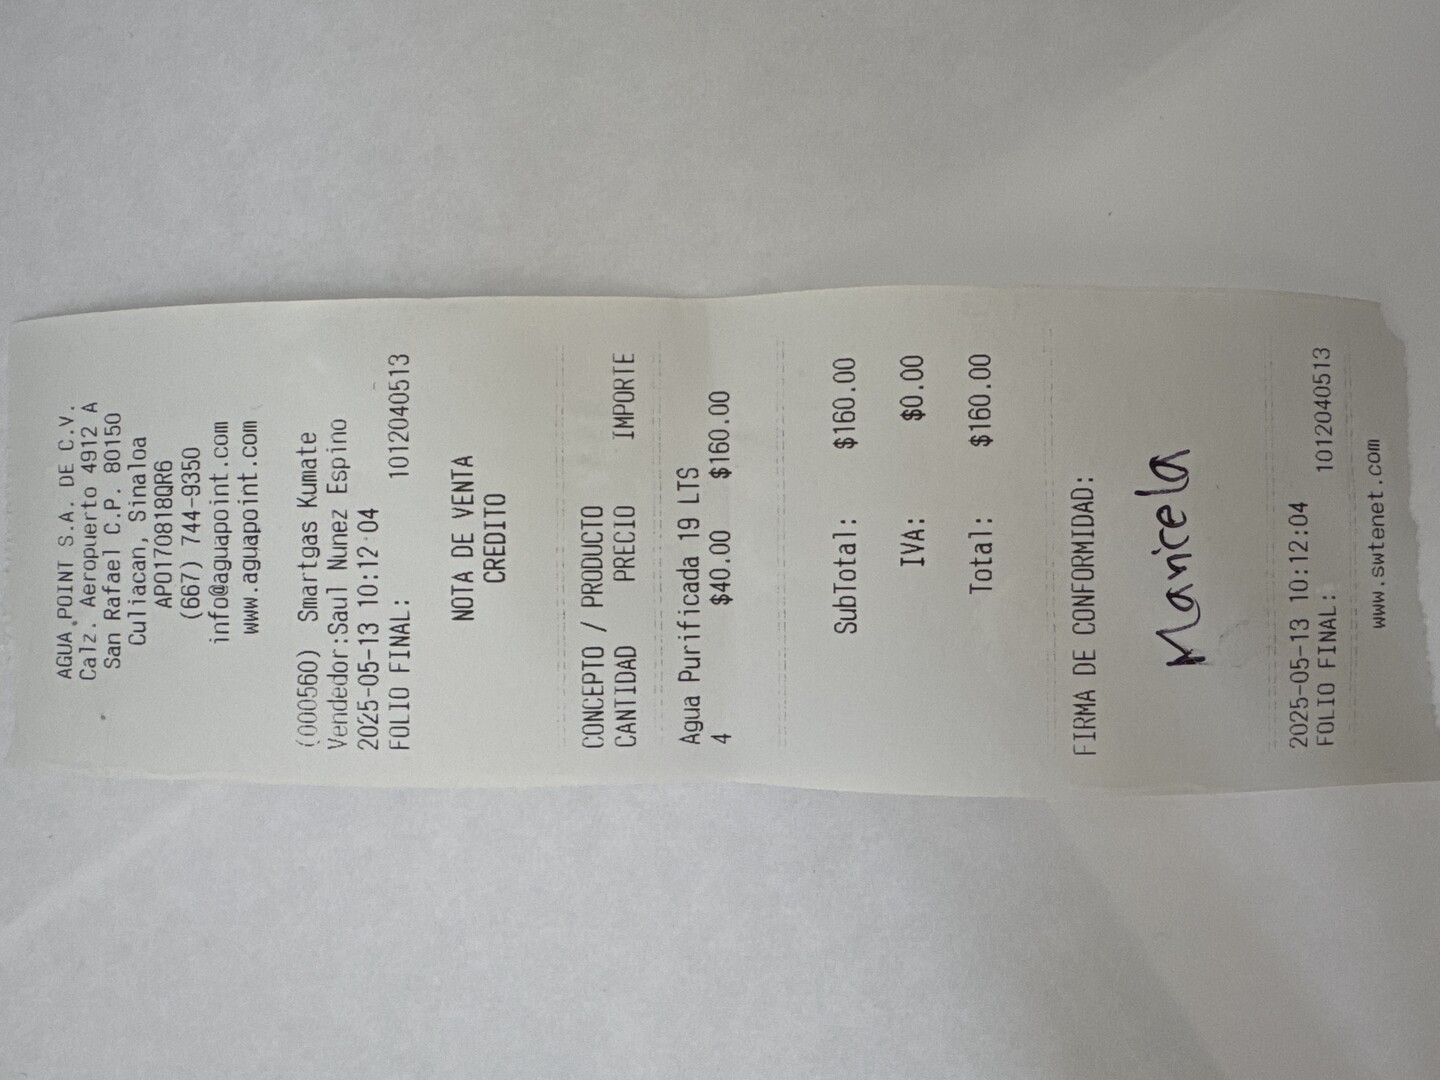 AGUA POINT S.A. DE C.V.
Calz. Aeropuerto 4912 A
San Rafael C.P. 80150
Culiacan, Sinaloa
APO170818QR6
(667) 744-9350
info@aguapoint.com
www.aguapoint.com
(000560) Smartgas Kumate
Vendedor:Saul Nunez Espino
2025-05-13 10:12:04
FOLIO FINAL: 1012040513
NOTA DE VENTA
CREDITO
CONCEPTO / PRODUCTO
CANTIDAD PRECIO IMPORTE
Agua Purificada 19 LTS
4 $40.00 $160.00
SubTotal: $160.00
IVA: $0.00
Total: $160.00
FIRMA DE CONFORMIDAD:
Maricela
2025-05-13 10:12:04
FOLIO FINAL: 1012040513
www.swtenet.com